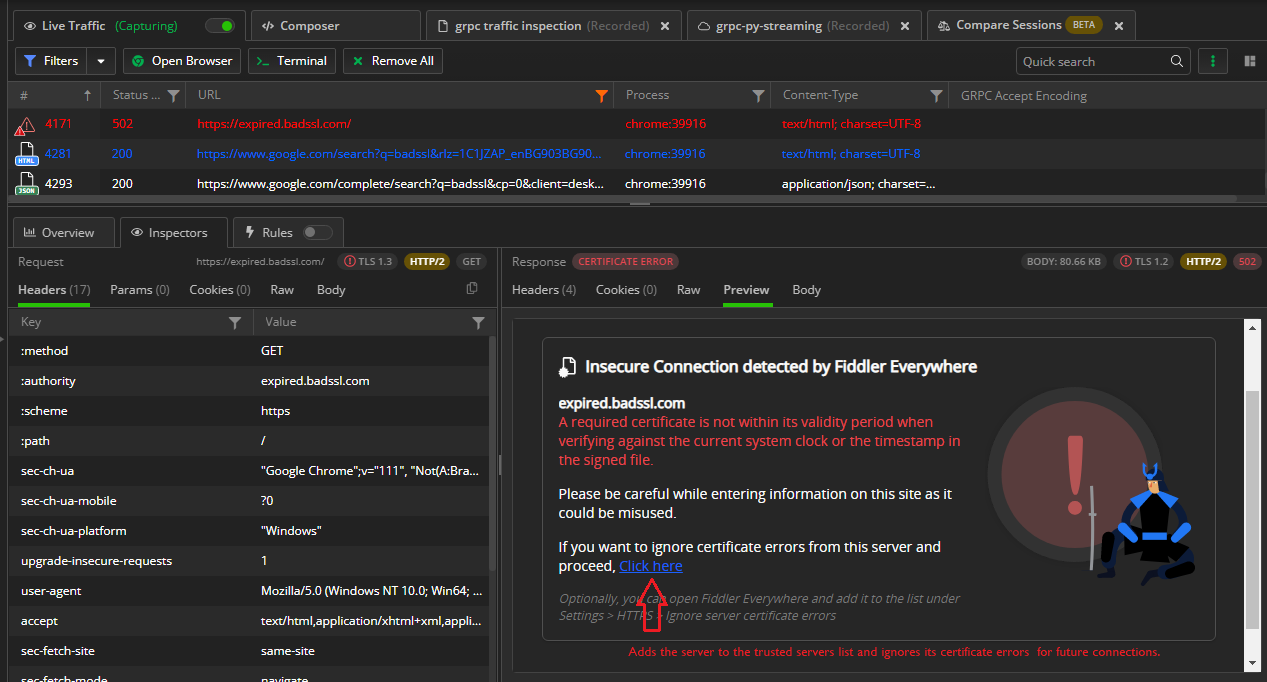 Live Traffic (Capturing)
Composer
grpc traffic inspection (Recorded)
grpc-py-streaming (Recorded)
Compare Sessions BETA
Filters
Open Browser
Terminal
Remove All
Quick search
# Status ... URL Process Content-Type GRPC Accept Encoding
4171 502 https://expired.badssl.com/ chrome:39916 text/html; charset=UTF-8
HTML 4281 200 https://www.google.com/search?q=badssl&rlz=1C1JZAP_enBG903BG90... chrome:39916 text/html; charset=UTF-8
JSON 4293 200 https://www.google.com/complete/search?q=badssl&cp=0&client=desk... chrome:39916 application/json; charset=...
Overview
Inspectors
Rules
Request https://expired.badssl.com/ TLS 1.3 HTTP/2 GET
Headers (17) Params (0) Cookies (0) Raw Body
Key Value
:method GET
:authority expired.badssl.com
:scheme https
:path /
sec-ch-ua "Google Chrome";v="111", "Not(A:Bra...
sec-ch-ua-mobile ?0
sec-ch-ua-platform "Windows"
upgrade-insecure-requests 1
user-agent Mozilla/5.0 (Windows NT 10.0; Win64; ...
accept text/html,application/xhtml+xml,appli...
sec-fetch-site same-site
sec-fetch-mode navigate
Response CERTIFICATE ERROR BODY: 80.66 KB TLS 1.2 HTTP/2 502
Headers (4) Cookies (0) Raw Preview Body
Insecure Connection detected by Fiddler Everywhere
expired.badssl.com
A required certificate is not within its validity period when
verifying against the current system clock or the timestamp in
the signed file.
Please be careful while entering information on this site as it
could be misused.
If you want to ignore certificate errors from this server and
proceed, Click here
Optionally, you can open Fiddler Everywhere and add it to the list under
Settings > HTTPS > Ignore server certificate errors
Adds the server to the trusted servers list and ignores its certificate errors for future connections.